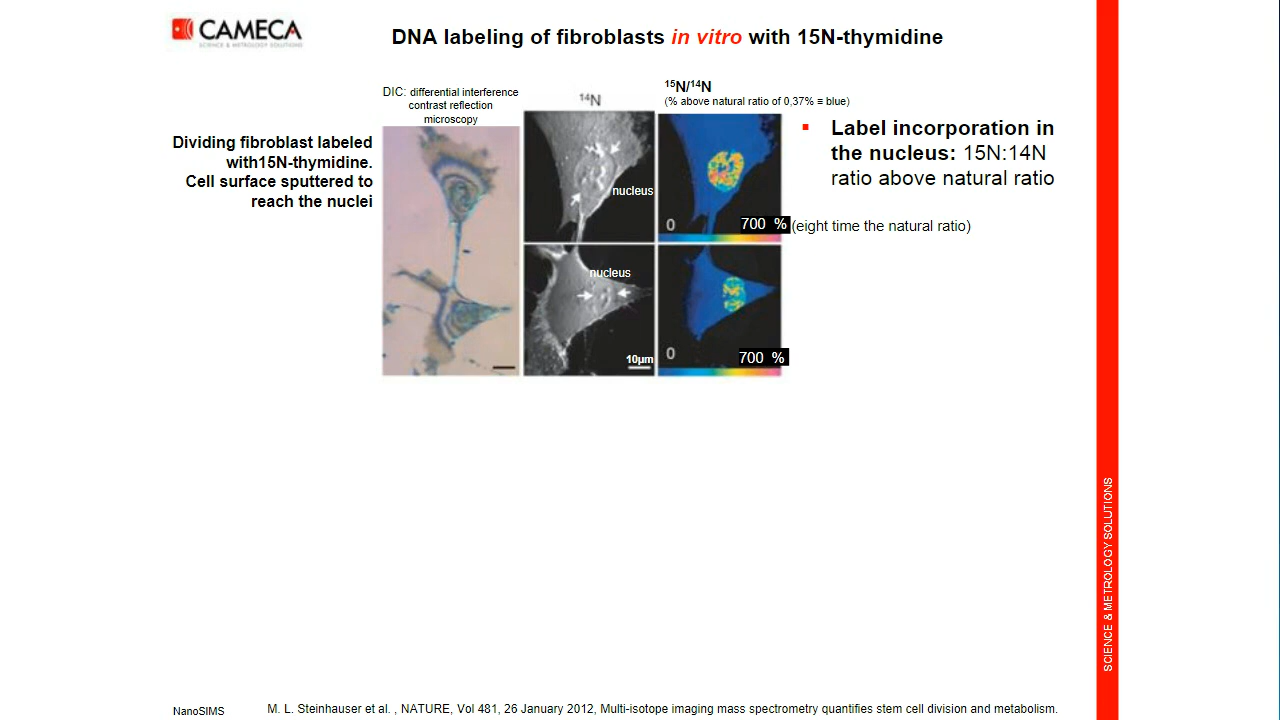 CAMECA
SCIENCE & METROLOGY SOLUTIONS
DNA labeling of fibroblasts in vitro with 15N-thymidine
DIC: differential interference
contrast reflection
microscopy
14N
15N/14N
(% above natural ratio of 0,37% ≡ blue)
Dividing fibroblast labeled
with15N-thymidine.
Cell surface sputtered to
reach the nuclei
nucleus
0
700 %
(eight time the natural ratio)
nucleus
10µm
0
700 %
▪ Label incorporation in
the nucleus: 15N:14N
ratio above natural ratio
SCIENCE & METROLOGY SOLUTIONS
NanoSIMS
M. L. Steinhauser et al. , NATURE, Vol 481, 26 January 2012, Multi-isotope imaging mass spectrometry quantifies stem cell division and metabolism.